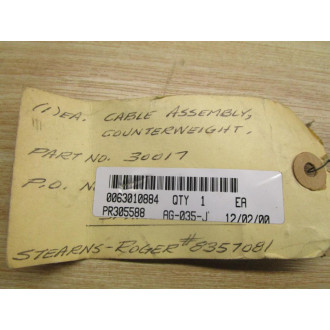 (1) EA. CABLE ASSEMBLY,
COUNTERWEIGHT.
PART NO. 30017
P.O. N
0063010884 QTY 1 EA
PR305588 AG-035-J 12/02/00
STEARNS-ROGER #8357081